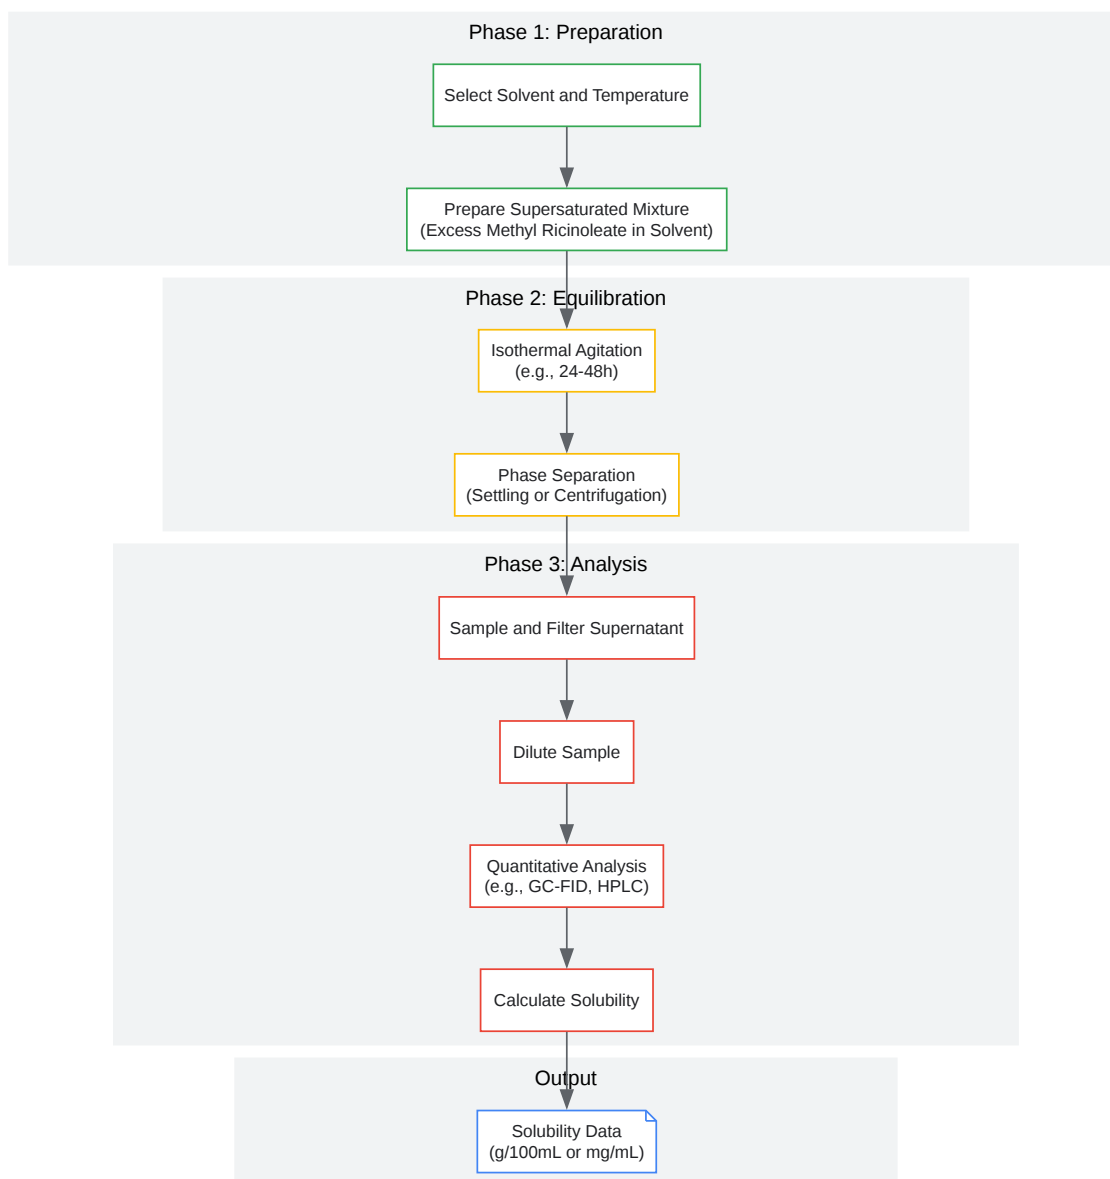 Phase 1: Preparation
Select Solvent and Temperature
Prepare Supersaturated Mixture
(Excess Methyl Ricinoleate in Solvent)
Phase 2: Equilibration
Isothermal Agitation
(e.g., 24-48h)
Phase Separation
(Settling or Centrifugation)
Phase 3: Analysis
Sample and Filter Supernatant
Dilute Sample
Quantitative Analysis
(e.g., GC-FID, HPLC)
Calculate Solubility
Output
Solubility Data
(g/100mL or mg/mL)